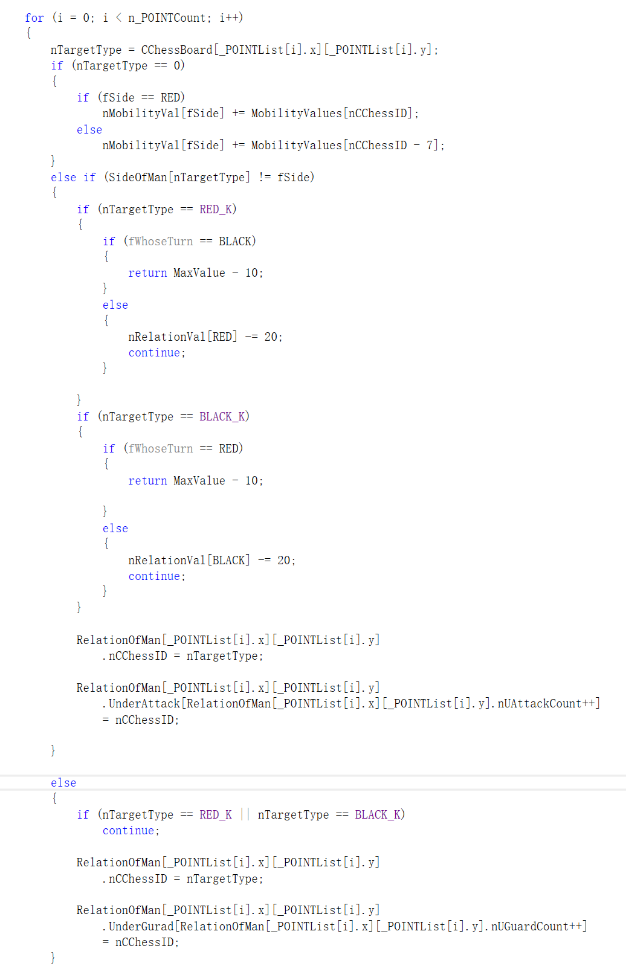 for (i = 0; i < n_POINTCount; i++)
{
nTargetType = CChessBoard[_POINTList[i].x][_POINTList[i].y];
if (nTargetType == 0)
{
if (fSide == RED)
nMobilityVal[fSide] += MobilityValues[nCChessID];
else
nMobilityVal[fSide] += MobilityValues[nCChessID - 7];
}
else if (SideOfMan[nTargetType] != fSide)
{
if (nTargetType == RED_K)
{
if (fWhoseTurn == BLACK)
{
return MaxValue - 10;
}
else
{
nRelationVal[RED] -= 20;
continue;
}
}
if (nTargetType == BLACK_K)
{
if (fWhoseTurn == RED)
{
return MaxValue - 10;
}
else
{
nRelationVal[BLACK] -= 20;
continue;
}
}
RelationOfMan[_POINTList[i].x][_POINTList[i].y]
.nCChessID = nTargetType;
RelationOfMan[_POINTList[i].x][_POINTList[i].y]
.UnderAttack[RelationOfMan[_POINTList[i].x][_POINTList[i].y].nUAttackCount++]
= nCChessID;
}
else
{
if (nTargetType == RED_K || nTargetType == BLACK_K)
continue;
RelationOfMan[_POINTList[i].x][_POINTList[i].y]
.nCChessID = nTargetType;
RelationOfMan[_POINTList[i].x][_POINTList[i].y]
.UnderGurad[RelationOfMan[_POINTList[i].x][_POINTList[i].y].nUGuardCount++]
= nCChessID;
}